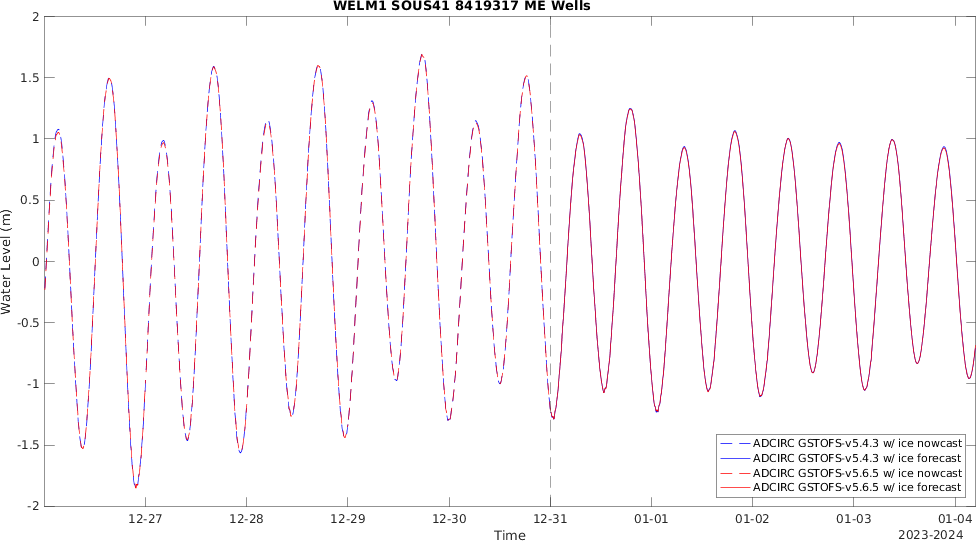 WELM1 SOUS41 8419317 ME Wells
Water Level (m)
2
1.5
1
0.5
0
-0.5
-1
-1.5
-2
ADCIRC GSTOFS-v5.4.3 w/ ice nowcast
ADCIRC GSTOFS-v5.4.3 w/ ice forecast
ADCIRC GSTOFS-v5.6.5 w/ ice nowcast
ADCIRC GSTOFS-v5.6.5 w/ ice forecast
12-27 12-28 12-29 12-30 12-31 01-01 01-02 01-03 01-04
Time
2023-2024